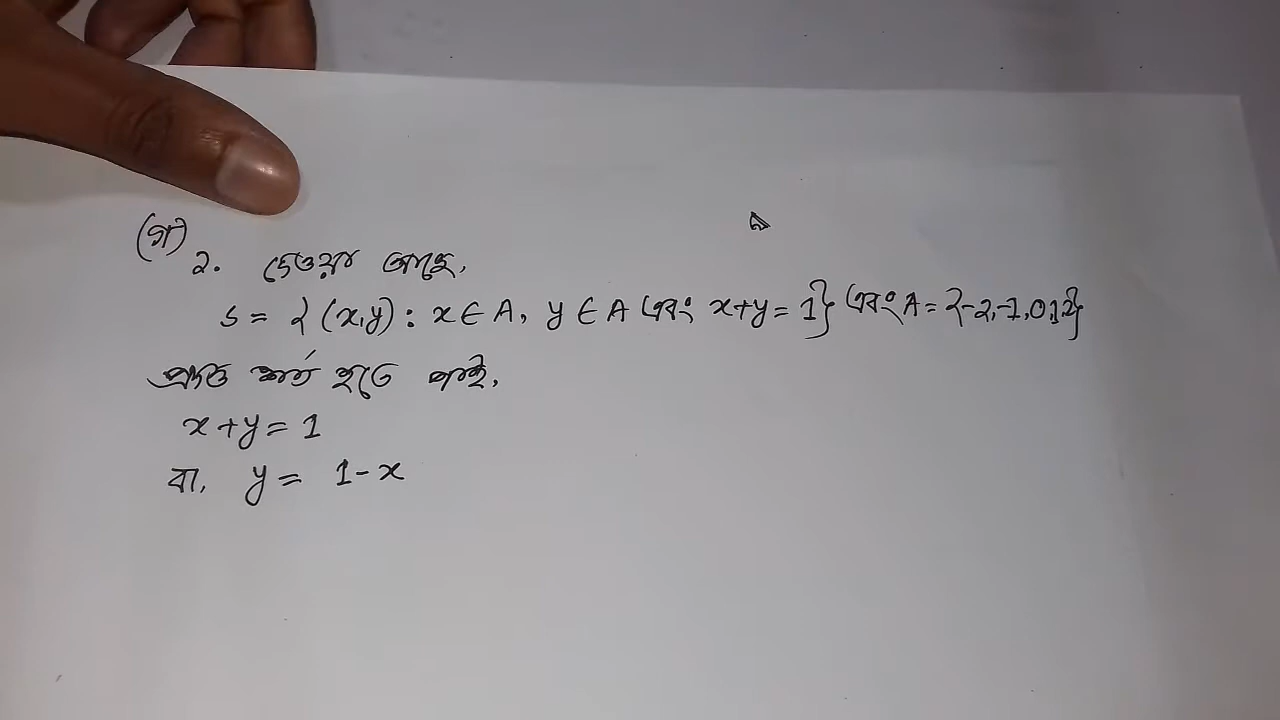 (গ)
২. দেওয়া আছে,
S = {(x,y): x∈A, y∈A এবং x+y=1} এবং A={-2,-1,0,1,2}
প্রদত্ত শর্ত হতে পাই,
x+y=1
বা, y= 1-x